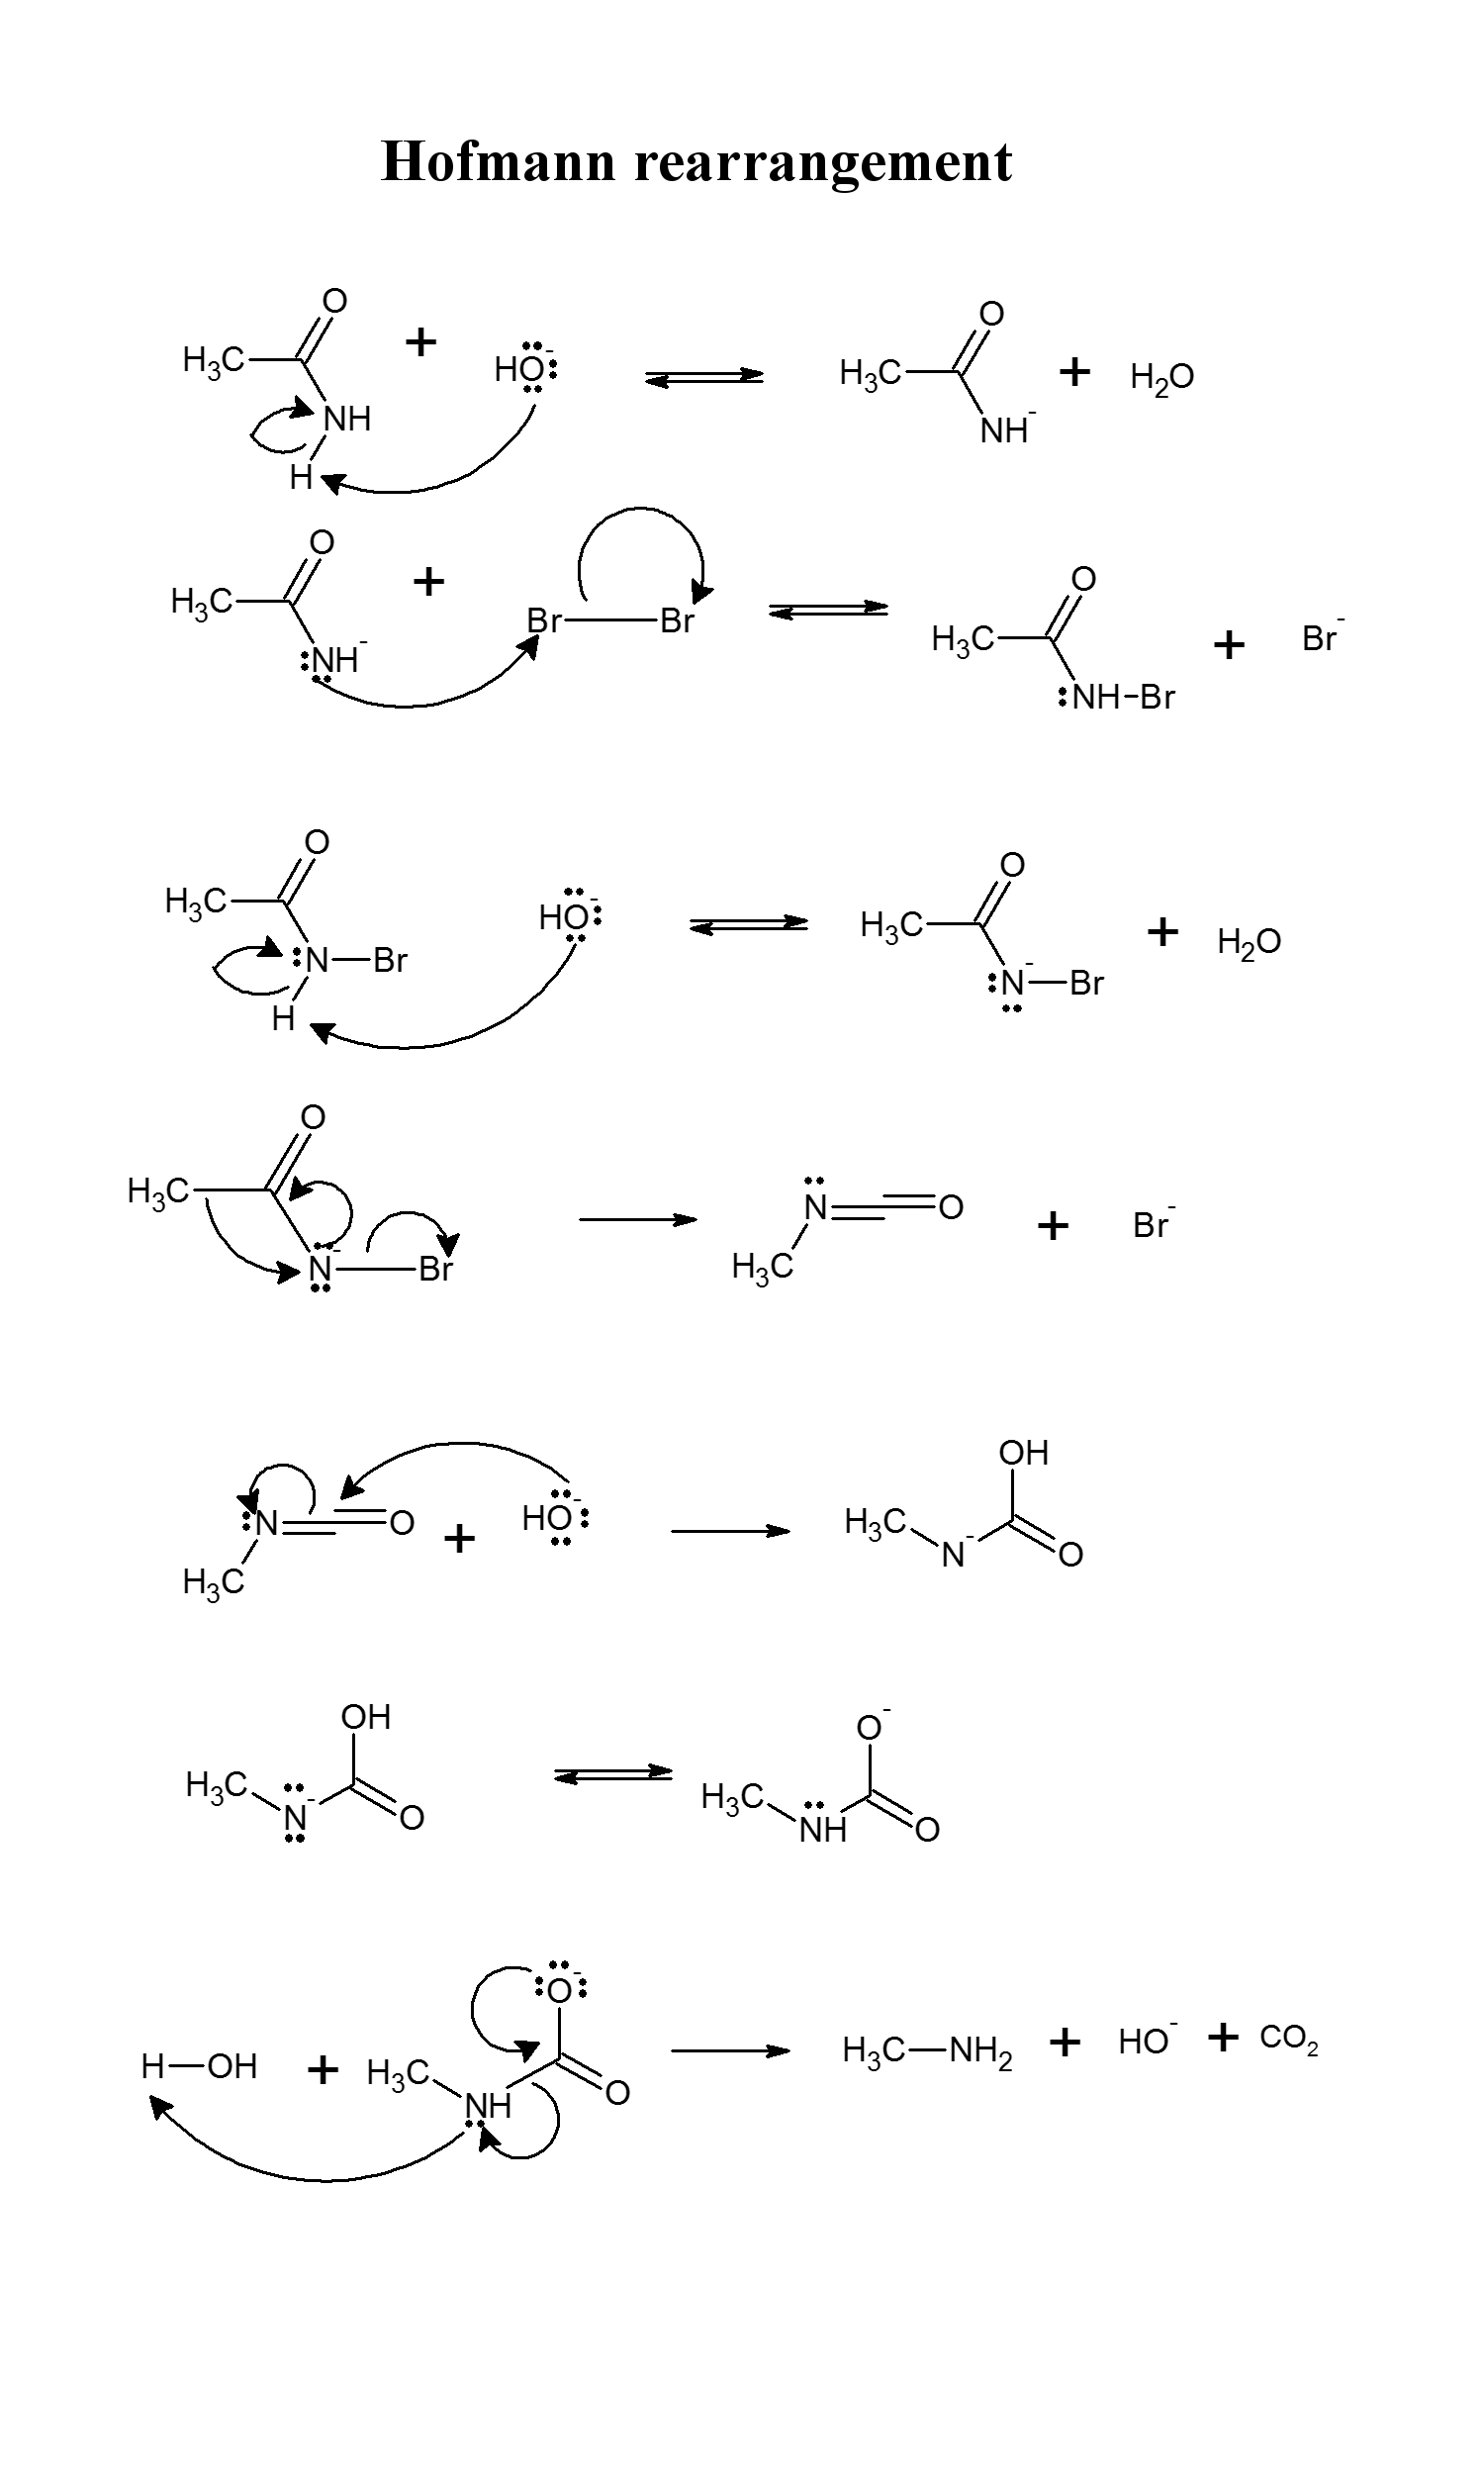 Hofmann rearrangement
O
H3C
NH
H
+
HO-
O
H3C
NH-
+
H2O
O
H3C
NH-
+
Br Br
O
H3C
NH Br
+
Br-
O
H3C
N Br
H
HO-
O
H3C
N- Br
+
H2O
O
H3C
N- Br
N O
H3C
+
Br-
N O
H3C
+
HO-
OH
H3C
N-
O
OH
H3C
N-
O
O-
H3C
NH
O
H OH
+
O-
H3C
NH
O
H3C NH2
+
HO-
+
CO2